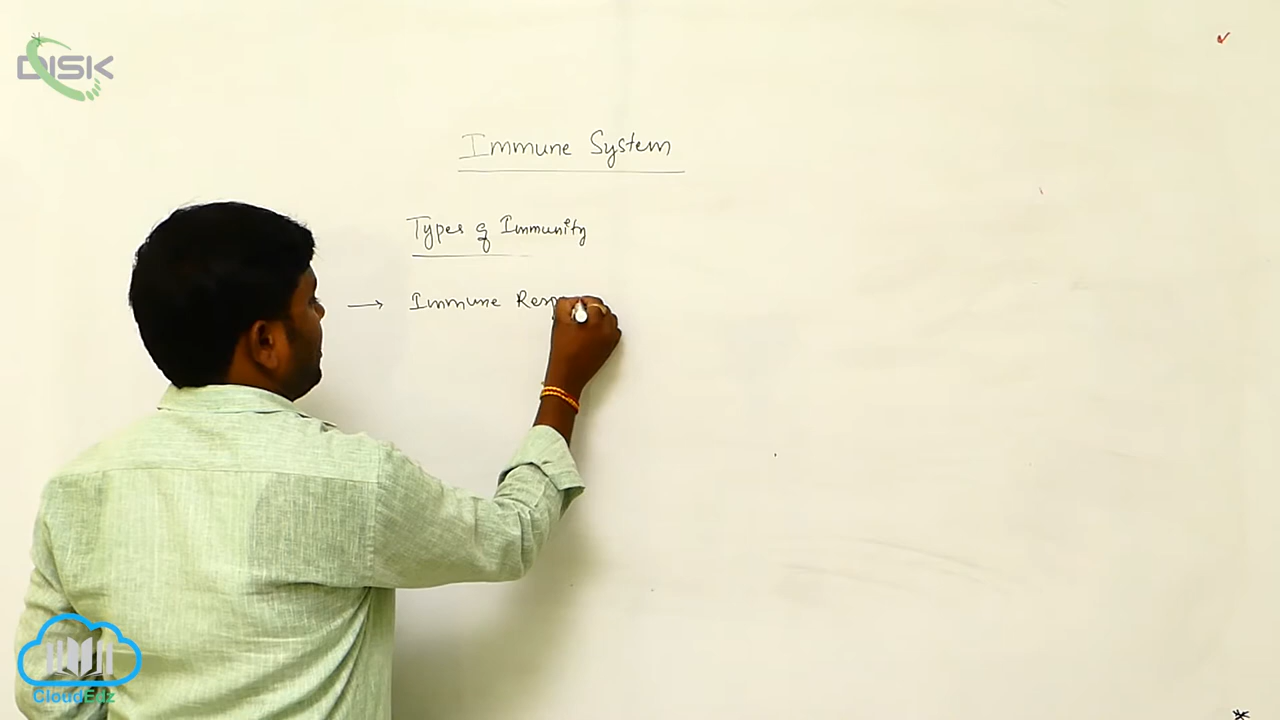 DISK
Immune System
Types of Immunity
→ Immune Resp
CloudEdz